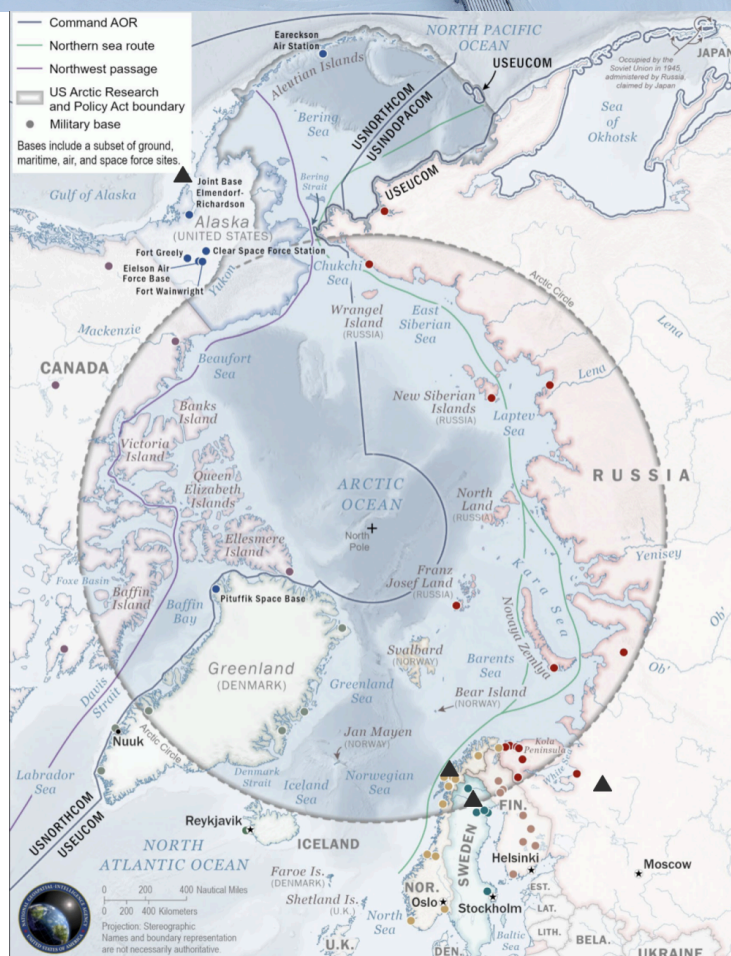 Command AOR
Northern sea route
Northwest passage
US Arctic Research
and Policy Act boundary
Military base
Bases include a subset of ground,
maritime, air, and space force sites.
Eareckson
Air Station
Aleutian Islands
NORTH PACIFIC
OCEAN
USEUCOM
JAPAN
Occupied by the
Soviet Union in 1945,
administered by Russia,
claimed by Japan
Bering
Sea
USNORTHCOM
USINDOPACOM
Sea
of
Okhotsk
USEUCOM
Gulf of Alaska
Joint Base
Elmendorf-
Richardson
Bering
Strait
Alaska
(UNITED STATES)
Fort Greely
Clear Space Force Station
Eielson Air
Force Base
Fort Wainwright
Yukon
Chukchi
Sea
Arctic Circle
Wrangel
Island
(RUSSIA)
East
Siberian
Sea
Lena
Mackenzie
Beaufort
Sea
CANADA
Lena
Banks
Island
New Siberian
Islands
(RUSSIA)
Laptev
Sea
Victoria
Island
Queen
Elizabeth
Islands
ARCTIC
OCEAN
North
Land
(RUSSIA)
RUSSIA
North
Pole
Ellesmere
Island
Yenisey
Foxe Basin
Baffin
Island
Baffin
Bay
Pituffik Space Base
Franz
Josef Land
(RUSSIA)
Kara Sea
Novaya Zemlya
Ob'
Greenland
(DENMARK)
Svalbard
(NORWAY)
Barents
Sea
Ob'
Davis
Strait
Greenland
Sea
Bear Island
(NORWAY)
Arctic Circle
Nuuk
Jan Mayen
(NORWAY)
Kola
Peninsula
White Sea
Labrador
Sea
Denmark
Strait
Iceland
Sea
Norwegian
Sea
USNORTHCOM
USEUCOM
Reykjavik
ICELAND
FIN.
SWEDEN
NORTH
ATLANTIC OCEAN
Helsinki
Moscow
Faroe Is.
(DENMARK)
NOR.
Oslo
Stockholm
EST.
LAT.
LITH.
Shetland Is.
(U.K.)
North
Sea
Baltic
Sea
U.K.
DEN.
BELA.
UKRAINE
0 200 400 Nautical Miles
0 200 400 Kilometers
Projection: Stereographic
Names and boundary representation
are not necessarily authoritative.
NATIONAL GEOSPATIAL-INTELLIGENCE AGENCY
UNITED STATES OF AMERICA